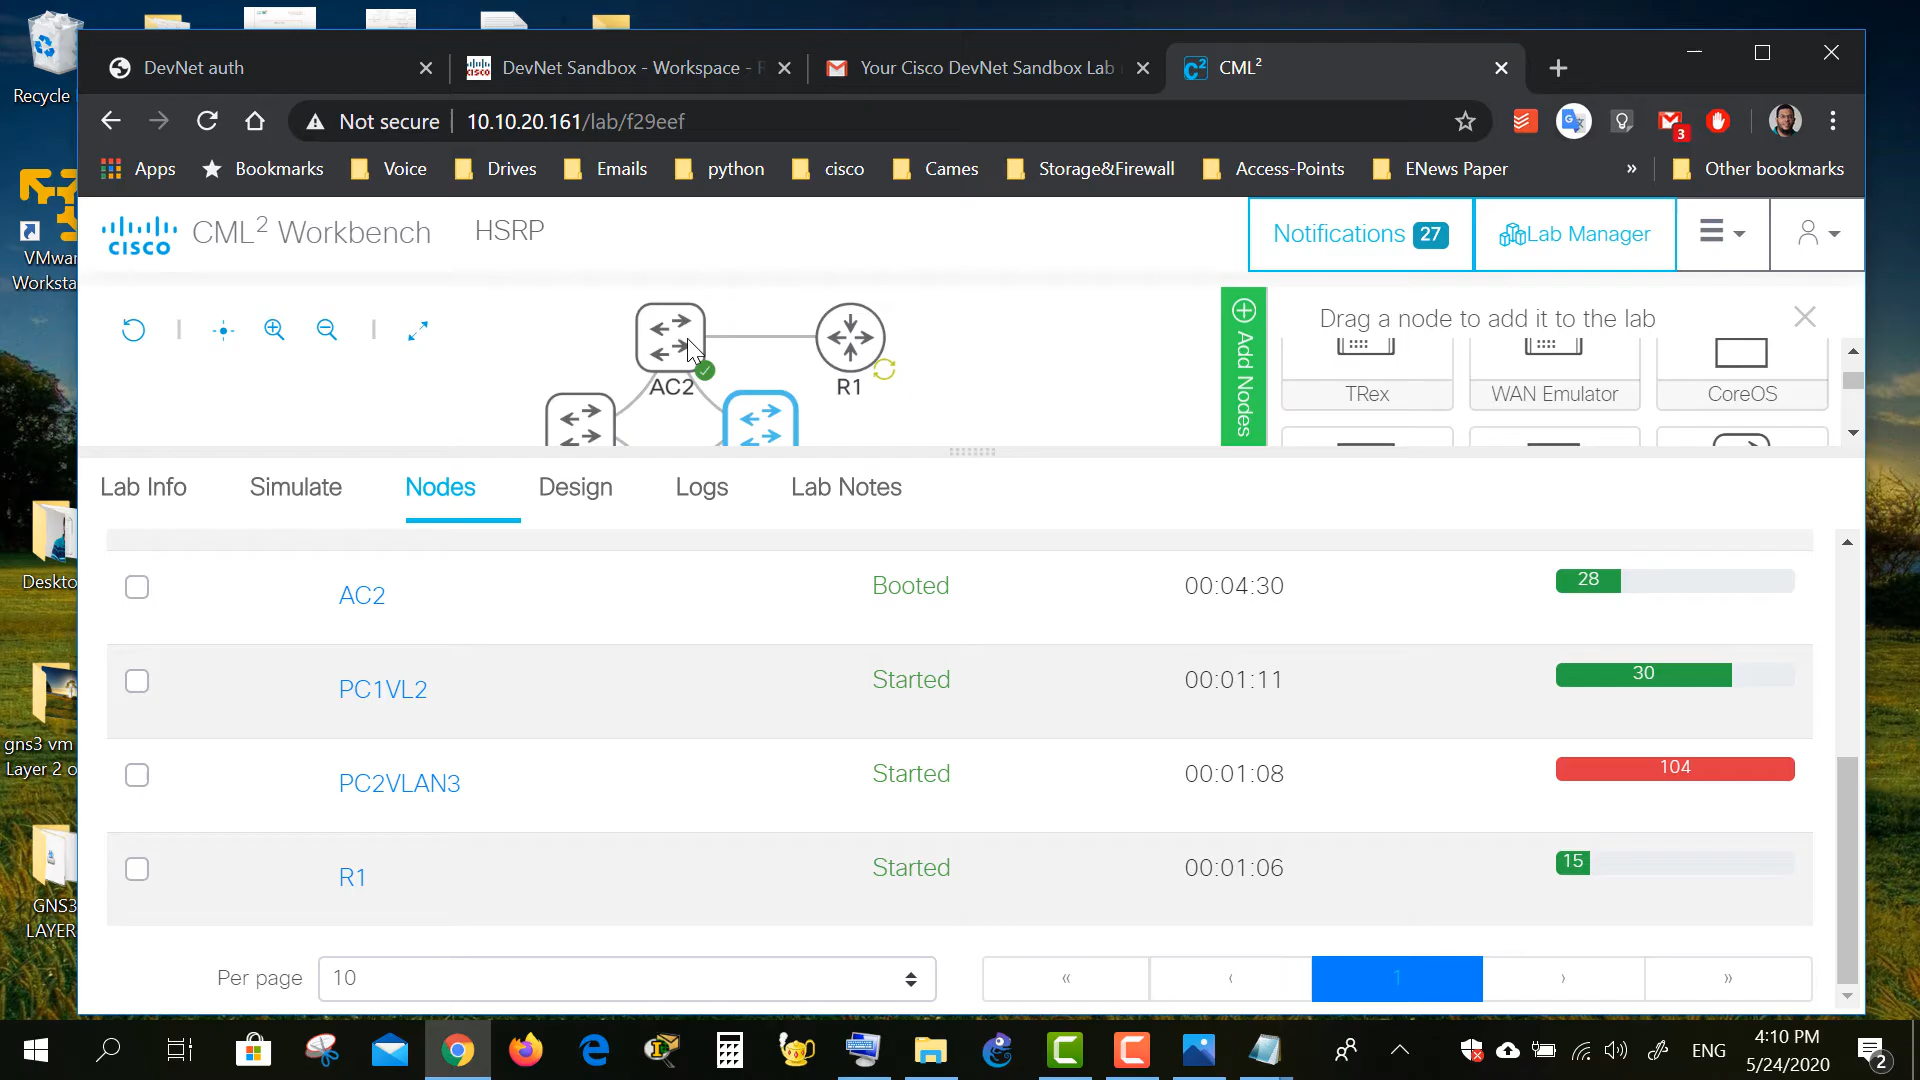 DevNet auth
DevNet Sandbox - Workspace -
Your Cisco DevNet Sandbox Lab
CML²
Recycle
Not secure
10.10.20.161/lab/f29eef
3
Apps
Bookmarks
Voice
Drives
Emails
python
cisco
Cames
Storage&Firewall
Access-Points
ENews Paper
»
Other bookmarks
CISCO
CML² Workbench
HSRP
Notifications 27
Lab Manager
VMwar
Worksta
AC2
R1
Add Nodes
Drag a node to add it to the lab
TRex
WAN Emulator
CoreOS
Lab Info
Simulate
Nodes
Design
Logs
Lab Notes
AC2 Booted 00:04:30 28
PC1VL2 Started 00:01:11 30
PC2VLAN3 Started 00:01:08 104
R1 Started 00:01:06 15
Deskto
gns3 vm
Layer 2 o
GNS3
LAYER
Per page 10
« ‹ 1 › »
ENG
4:10 PM
5/24/2020
2